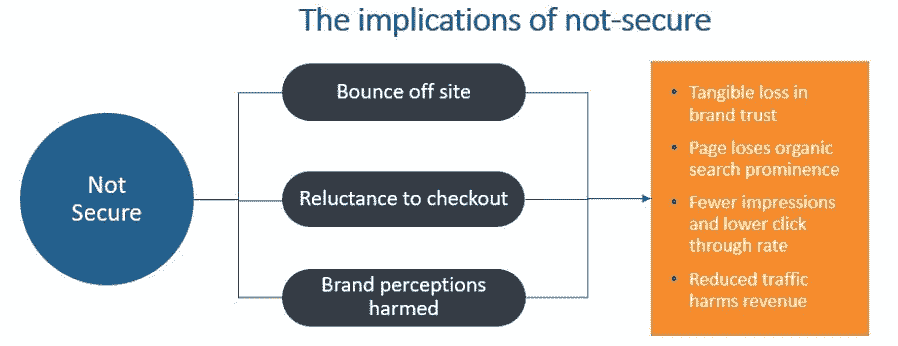 The implications of not-secure
Not
Secure
Bounce off site
Reluctance to checkout
Brand perceptions
harmed
• Tangible loss in
brand trust
• Page loses organic
search prominence
• Fewer impressions
and lower click
through rate
• Reduced traffic
harms revenue